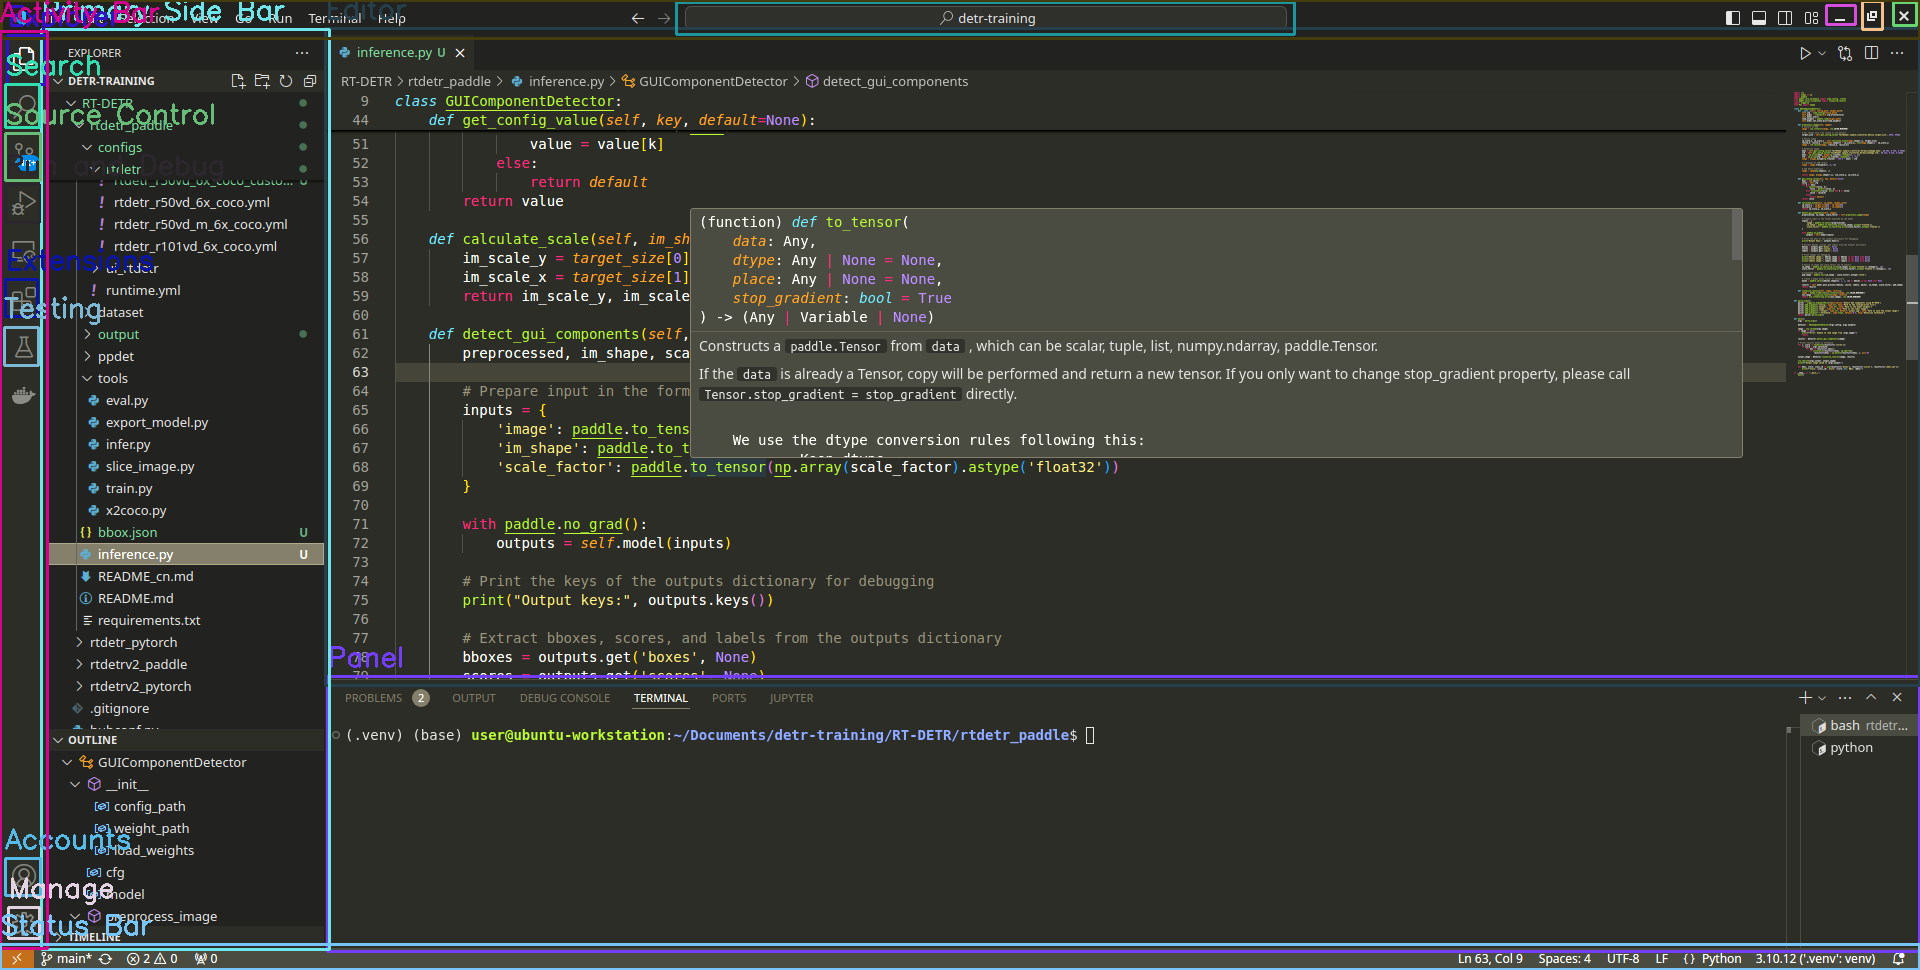 Activity Bar
Primary Side Bar
Selection
View
Go
Run
Terminal
Help
Editor
detr-training
EXPLORER
Search
DETR-TRAINING
RT-DETR
Source Control
rtdetr_paddle
configs
and Debug
rtdetr
rtdetr_r50vd_6x_coco_custo...
rtdetr_r50vd_6x_coco.yml
rtdetr_r50vd_m_6x_coco.yml
rtdetr_r101vd_6x_coco.yml
Extensions
runtime.yml
Testing
dataset
output
ppdet
tools
eval.py
export_model.py
infer.py
slice_image.py
train.py
x2coco.py
bbox.json U
inference.py U
README_cn.md
README.md
requirements.txt
rtdetr_pytorch
rtdetrv2_paddle
rtdetrv2_pytorch
.gitignore
OUTLINE
GUIComponentDetector
__init__
config_path
weight_path
Accounts
load_weights
cfg
Manage
model
preprocess_image
Status Bar
TIMELINE
inference.py U
RT-DETR > rtdetr_paddle > inference.py > GUIComponentDetector > detect_gui_components
9 class GUIComponentDetector:
44 def get_config_value(self, key, default=None):
51 value = value[k]
52 else:
53 return default
54 return value
55
56 def calculate_scale(self, im_sh
57 im_scale_y = target_size[0]
58 im_scale_x = target_size[1]
59 return im_scale_y, im_scale
60
61 def detect_gui_components(self,
62 preprocessed, im_shape, sca
63
64 # Prepare input in the form
65 inputs = {
66 'image': paddle.to_tens
67 'im_shape': paddle.to_t
68 'scale_factor': paddle.to_tensor(np.array(scale_factor).astype('float32'))
69 }
70
71 with paddle.no_grad():
72 outputs = self.model(inputs)
73
74 # Print the keys of the outputs dictionary for debugging
75 print("Output keys:", outputs.keys())
76
77 # Extract bboxes, scores, and labels from the outputs dictionary
78 bboxes = outputs.get('boxes', None)
79 scores = outputs.get('scores', None)
(function) def to_tensor(
data: Any,
dtype: Any | None = None,
place: Any | None = None,
stop_gradient: bool = True
) -> (Any | Variable | None)
Constructs a paddle.Tensor from data , which can be scalar, tuple, list, numpy.ndarray, paddle.Tensor.
If the data is already a Tensor, copy will be performed and return a new tensor. If you only want to change stop_gradient property, please call
Tensor.stop_gradient = stop_gradient directly.
We use the dtype conversion rules following this:
Keep dtype
Panel
PROBLEMS 2 OUTPUT DEBUG CONSOLE TERMINAL PORTS JUPYTER
(.venv) (base) user@ubuntu-workstation:~/Documents/detr-training/RT-DETR/rtdetr_paddle$
bash rtdetr...
python
main* 2 0 0
Ln 63, Col 9 Spaces: 4 UTF-8 LF { } Python 3.10.12 ('.venv': venv)